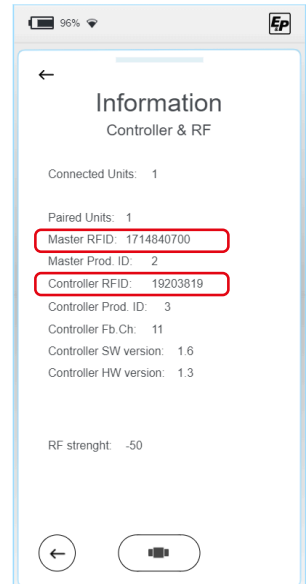 96%
EP
Information
Controller & RF
Connected Units: 1
Paired Units: 1
Master RFID: 1714840700
Master Prod. ID: 2
Controller RFID: 19203819
Controller Prod. ID: 3
Controller Fb.Ch: 11
Controller SW version: 1.6
Controller HW version: 1.3
RF strenght: -50